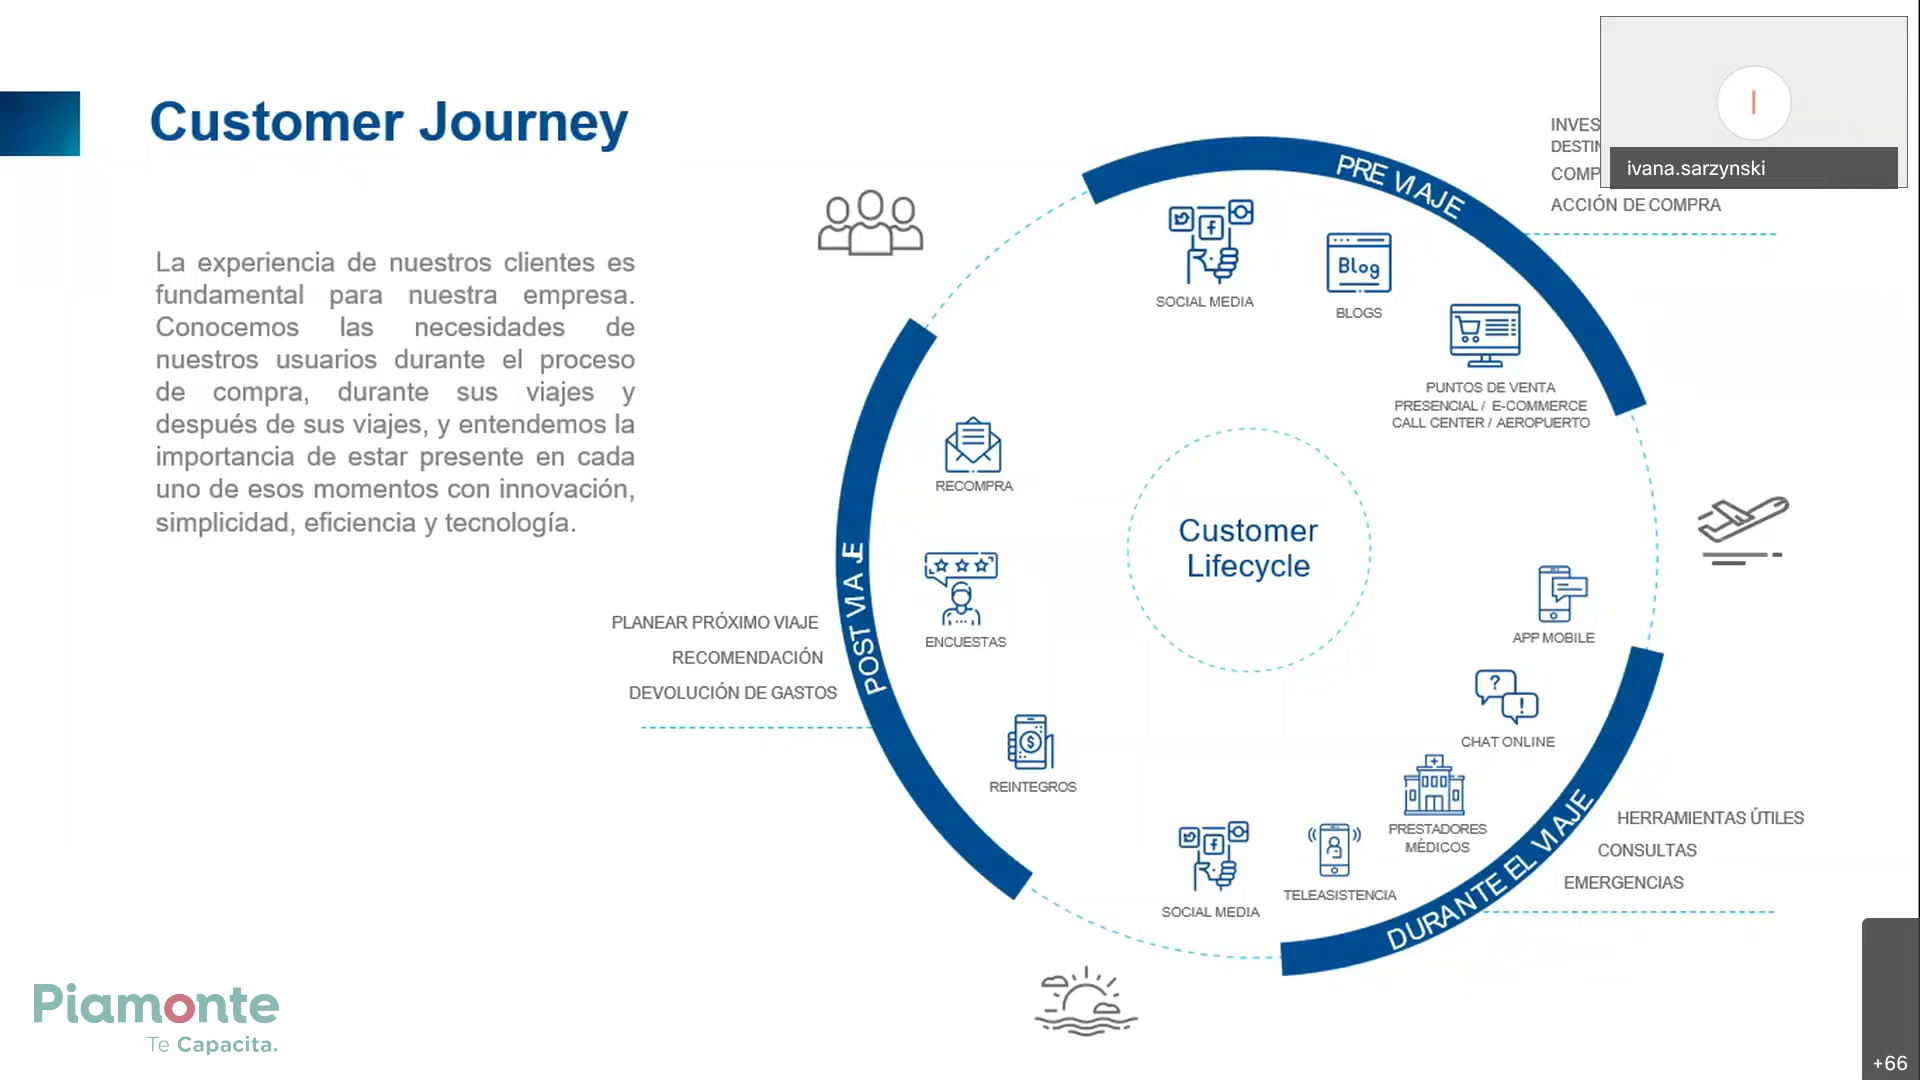 Customer Journey
La experiencia de nuestros clientes es
fundamental para nuestra empresa.
Conocemos las necesidades de
nuestros usuarios durante el proceso
de compra, durante sus viajes y
después de sus viajes, y entendemos la
importancia de estar presente en cada
uno de esos momentos con innovación,
simplicidad, eficiencia y tecnología.
ivana.sarzynski
I
ACCIÓN DE COMPRA
PRE VIAJE
SOCIAL MEDIA
Blog
BLOGS
PUNTOS DE VENTA
PRESENCIAL / E-COMMERCE
CALL CENTER / AEROPUERTO
Customer
Lifecycle
APP MOBILE
CHAT ONLINE
PRESTADORES
MÉDICOS
TELEASISTENCIA
SOCIAL MEDIA
DURANTE EL VIAJE
HERRAMIENTAS ÚTILES
CONSULTAS
EMERGENCIAS
RECOMPRA
ENCUESTAS
REINTEGROS
POST VIAJE
PLANEAR PRÓXIMO VIAJE
RECOMENDACIÓN
DEVOLUCIÓN DE GASTOS
Piamonte
Te Capacita.
+66